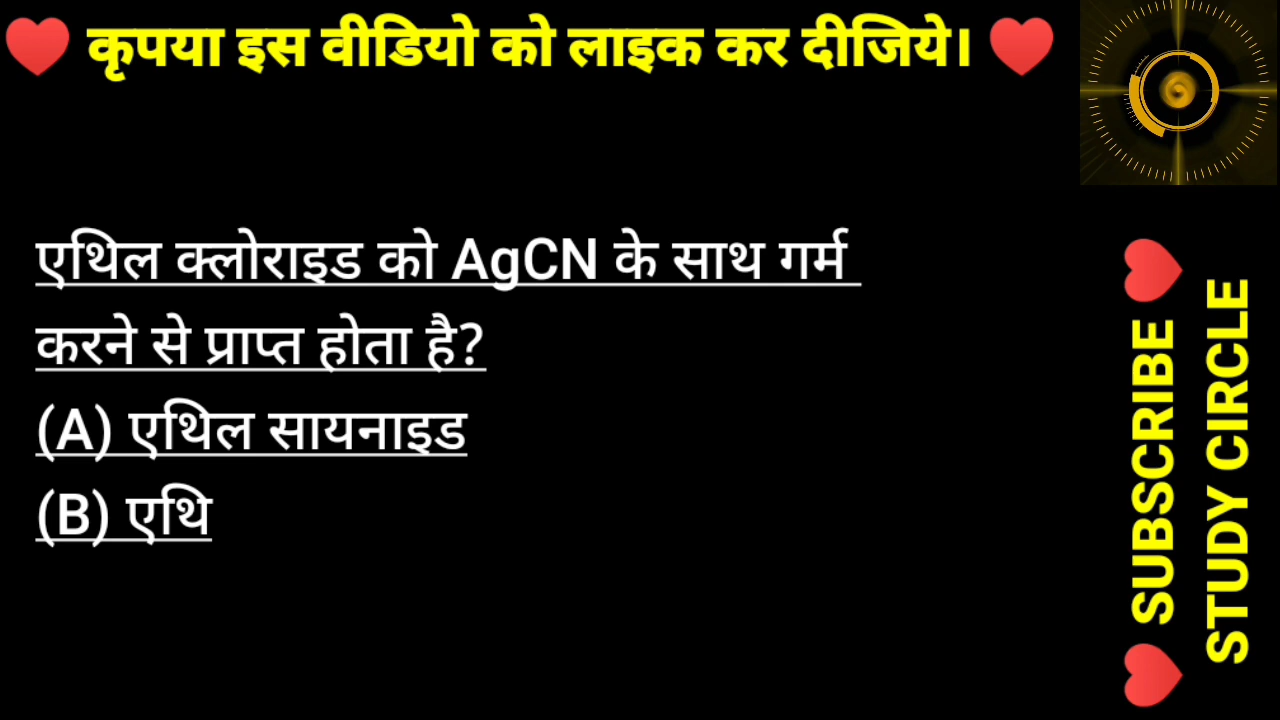 ♥ कृपया इस वीडियो को लाइक कर दीजिये। ♥
एथिल क्लोराइड को AgCN के साथ गर्म
करने से प्राप्त होता है?
(A) एथिल सायनाइड
(B) एथि
♥ SUBSCRIBE ♥
STUDY CIRCLE